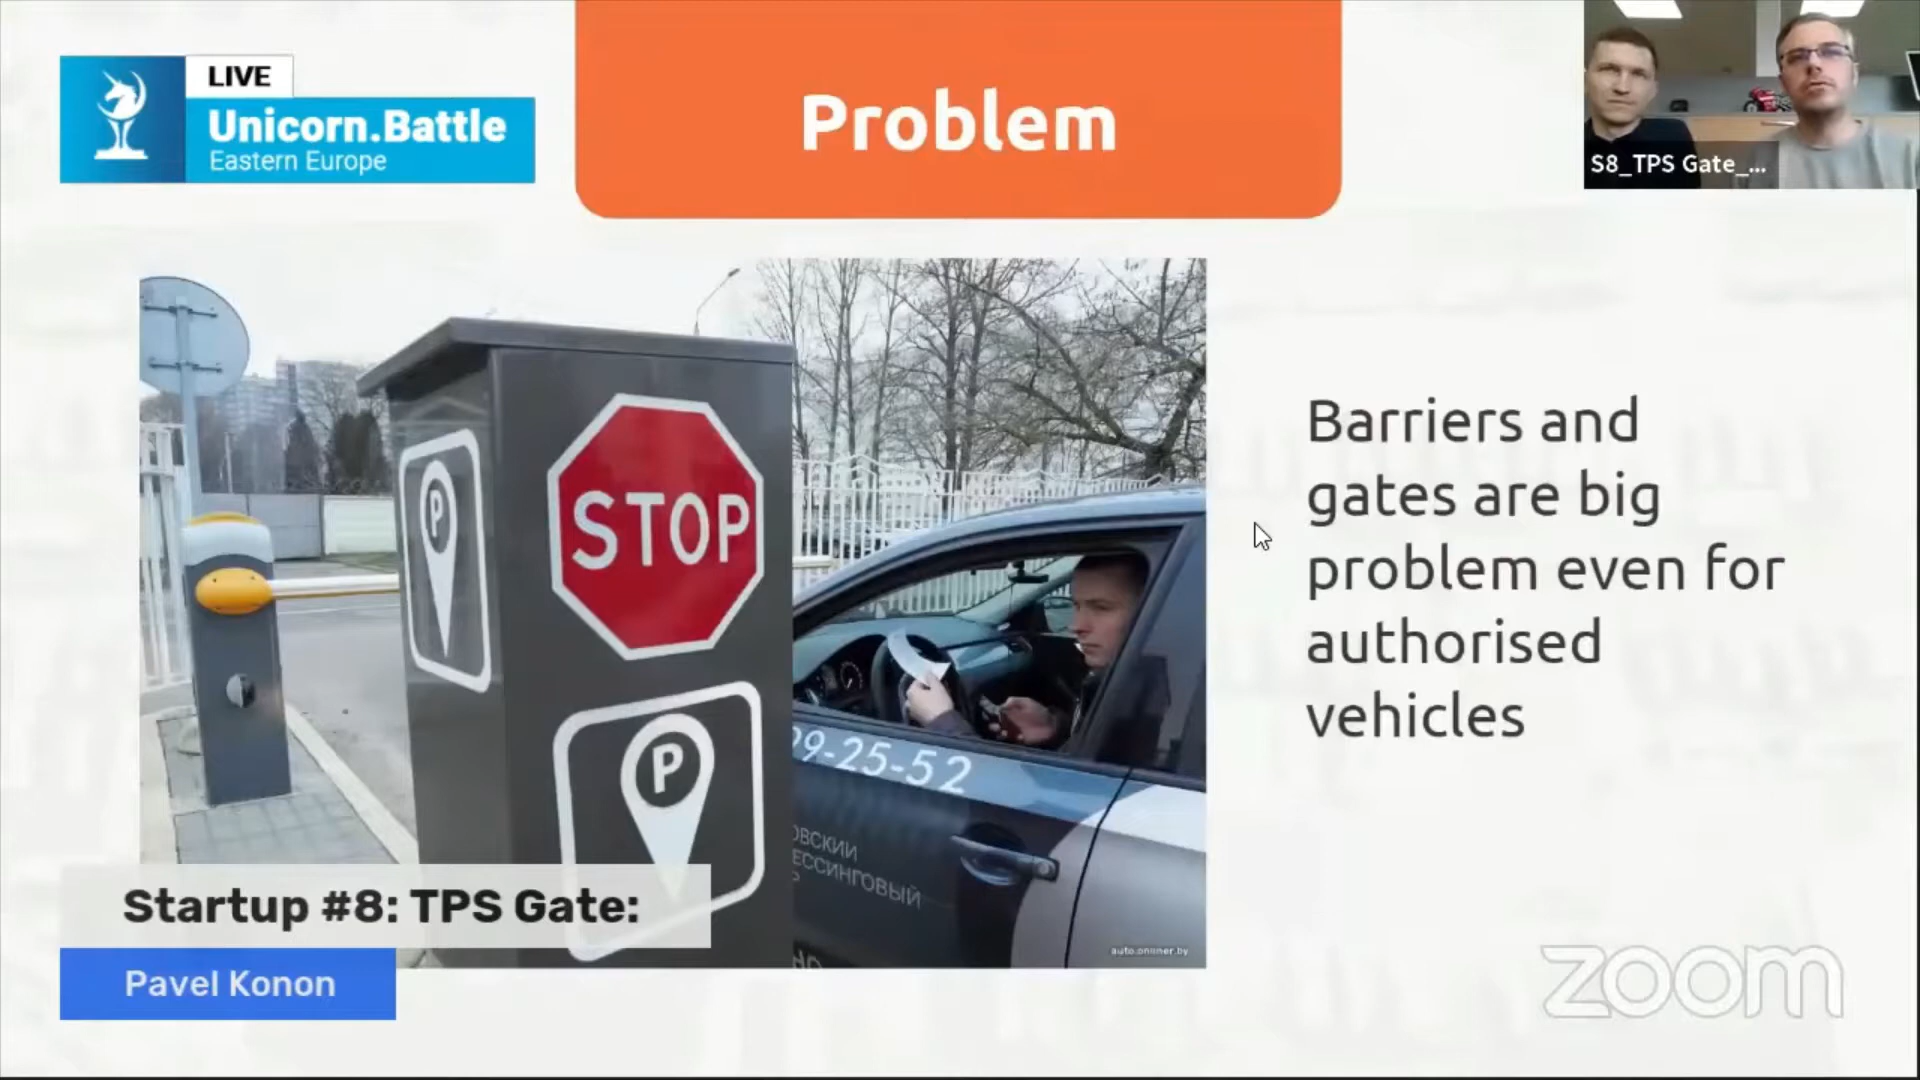 LIVE
Unicorn.Battle
Eastern Europe
Problem
S8_TPS Gate_...
P
STOP
P
9-25-52
ОВСКИЙ
ЕССИНГОВЫЙ
Р
Barriers and
gates are big
problem even for
authorised
vehicles
auto.onliner.by
Startup #8: TPS Gate:
Pavel Konon
zoom